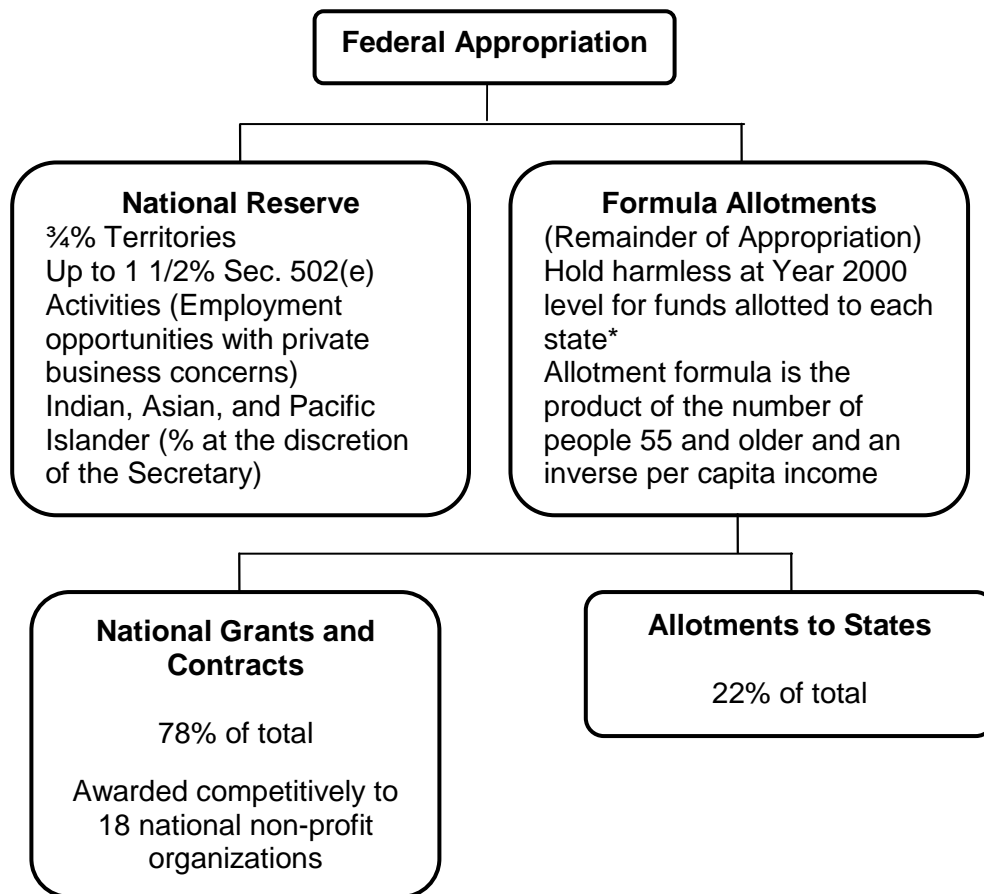 Federal Appropriation
National Reserve
¾% Territories
Up to 1 1/2% Sec. 502(e)
Activities (Employment
opportunities with private
business concerns)
Indian, Asian, and Pacific
Islander (% at the discretion
of the Secretary)
Formula Allotments
(Remainder of Appropriation)
Hold harmless at Year 2000
level for funds allotted to each
state*
Allotment formula is the
product of the number of
people 55 and older and an
inverse per capita income
National Grants and
Contracts
78% of total
Awarded competitively to
18 national non-profit
organizations
Allotments to States
22% of total